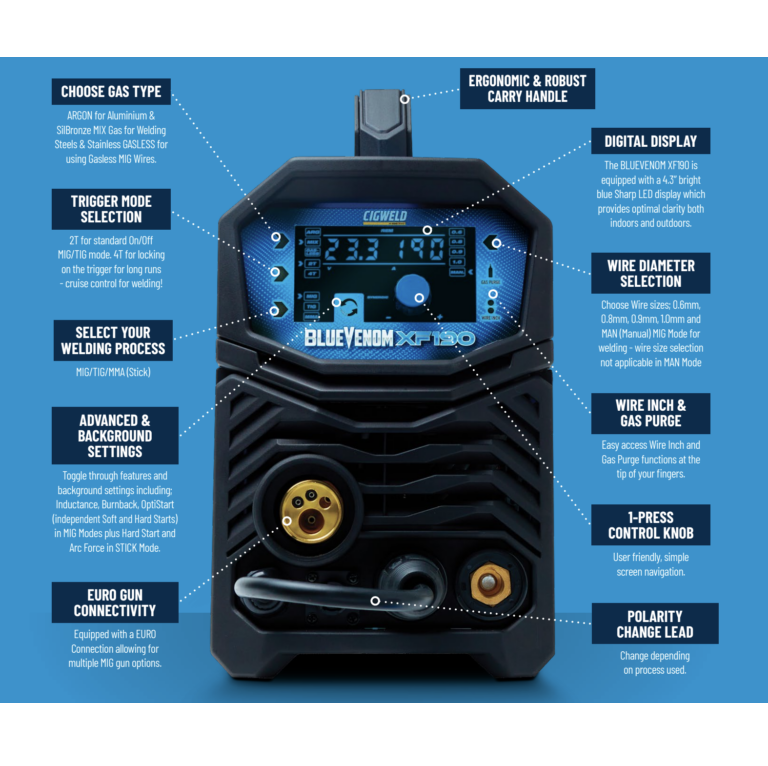 CHOOSE GAS TYPE
ARGON for Aluminium &
SilBronze MIX Gas for Welding
Steels & Stainless GASLESS for
using Gasless MIG Wires.
TRIGGER MODE
SELECTION
2T for standard On/Off
MIG/TIG mode. 4T for locking
on the trigger for long runs
- cruise control for welding!
SELECT YOUR
WELDING PROCESS
MIG/TIG/MMA (Stick)
ADVANCED &
BACKGROUND
SETTINGS
Toggle through features and
background settings including;
Inductance, Burnback, OptiStart
(independent Soft and Hard Starts)
in MIG Modes plus Hard Start and
Arc Force in STICK Mode.
EURO GUN
CONNECTIVITY
Equipped with a EURO
Connection allowing for
multiple MIG gun options.
CIGWELD
23.3 190
2T
4T
MIG
TIG
MAN
GAS PURGE
WIRE INCH
BLUEVENOM XF190
ERGONOMIC & ROBUST
CARRY HANDLE
DIGITAL DISPLAY
The BLUEVENOM XF190 is
equipped with a 4.3" bright
blue Sharp LED display which
provides optimal clarity both
indoors and outdoors.
WIRE DIAMETER
SELECTION
Choose Wire sizes; 0.6mm,
0.8mm, 0.9mm, 1.0mm and
MAN (Manual) MIG Mode for
welding - wire size selection
not applicable in MAN Mode
WIRE INCH &
GAS PURGE
Easy access Wire Inch and
Gas Purge functions at the
tip of your fingers.
1-PRESS
CONTROL KNOB
User friendly, simple
screen navigation.
POLARITY
CHANGE LEAD
Change depending
on process used.